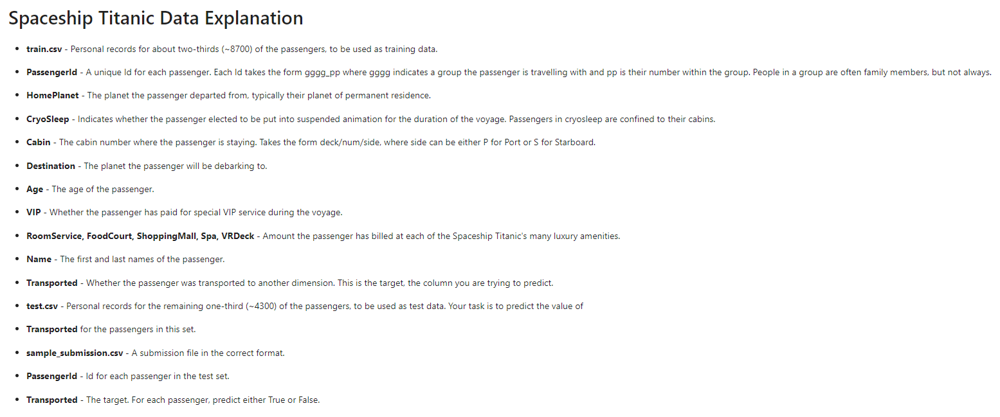 Spaceship Titanic Data Explanation
• train.csv - Personal records for about two-thirds (~8700) of the passengers, to be used as training data.
• PassengerId - A unique Id for each passenger. Each Id takes the form gggg_pp where gggg indicates a group the passenger is travelling with and pp is their number within the group. People in a group are often family members, but not always.
• HomePlanet - The planet the passenger departed from, typically their planet of permanent residence.
• CryoSleep - Indicates whether the passenger elected to be put into suspended animation for the duration of the voyage. Passengers in cryosleep are confined to their cabins.
• Cabin - The cabin number where the passenger is staying. Takes the form deck/num/side, where side can be either P for Port or S for Starboard.
• Destination - The planet the passenger will be debarking to.
• Age - The age of the passenger.
• VIP - Whether the passenger has paid for special VIP service during the voyage.
• RoomService, FoodCourt, ShoppingMall, Spa, VRDeck - Amount the passenger has billed at each of the Spaceship Titanic's many luxury amenities.
• Name - The first and last names of the passenger.
• Transported - Whether the passenger was transported to another dimension. This is the target, the column you are trying to predict.
• test.csv - Personal records for the remaining one-third (~4300) of the passengers, to be used as test data. Your task is to predict the value of
• Transported for the passengers in this set.
• sample_submission.csv - A submission file in the correct format.
• PassengerId - Id for each passenger in the test set.
• Transported - The target. For each passenger, predict either True or False.